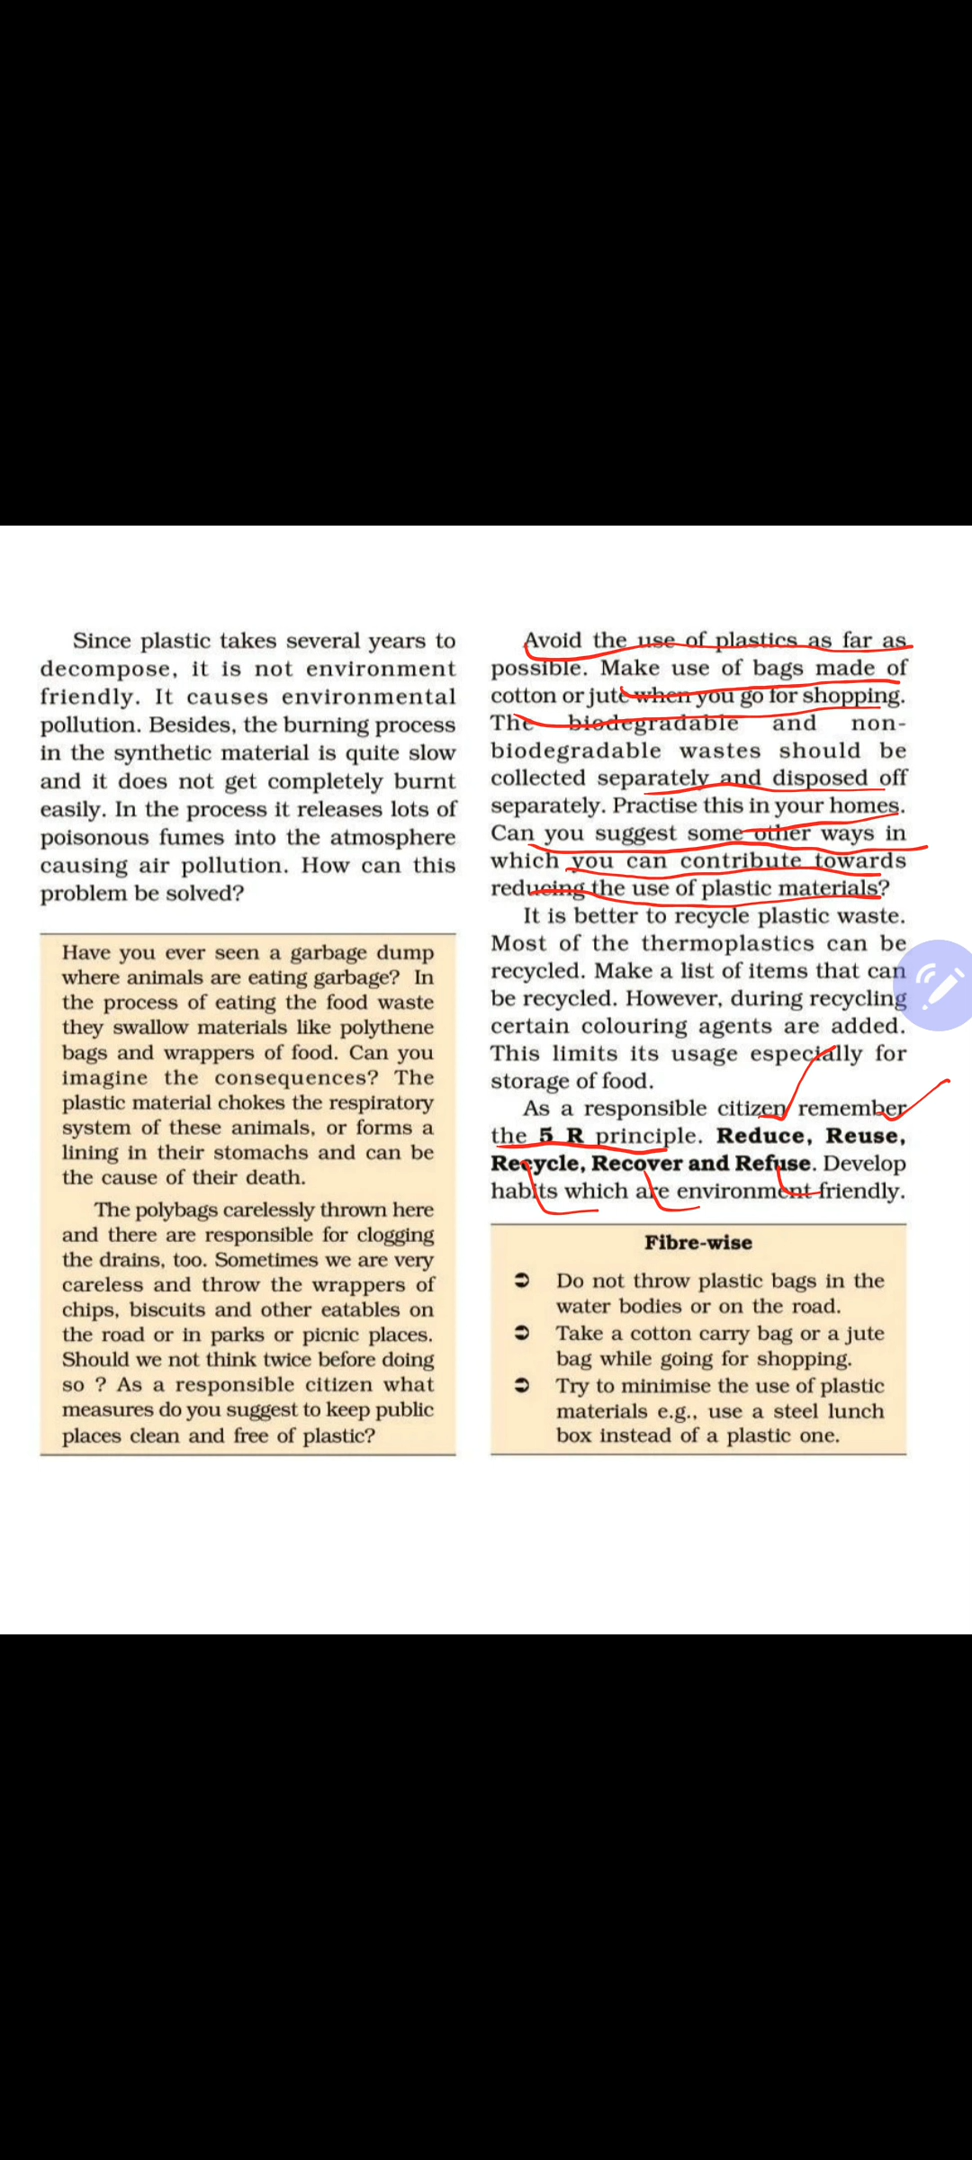 Since plastic takes several years to
decompose, it is not environment
friendly. It causes environmental
pollution. Besides, the burning process
in the synthetic material is quite slow
and it does not get completely burnt
easily. In the process it releases lots of
poisonous fumes into the atmosphere
causing air pollution. How can this
problem be solved?
Have you ever seen a garbage dump
where animals are eating garbage? In
the process of eating the food waste
they swallow materials like polythene
bags and wrappers of food. Can you
imagine the consequences? The
plastic material chokes the respiratory
system of these animals, or forms a
lining in their stomachs and can be
the cause of their death.
The polybags carelessly thrown here
and there are responsible for clogging
the drains, too. Sometimes we are very
careless and throw the wrappers of
chips, biscuits and other eatables on
the road or in parks or picnic places.
Should we not think twice before doing
so ? As a responsible citizen what
measures do you suggest to keep public
places clean and free of plastic?
Avoid the use of plastics as far as
possible. Make use of bags made of
cotton or jute when you go for shopping.
The biodegradable and non-
biodegradable wastes should be
collected separately and disposed off
separately. Practise this in your homes.
Can you suggest some other ways in
which you can contribute towards
reducing the use of plastic materials?
It is better to recycle plastic waste.
Most of the thermoplastics can be
recycled. Make a list of items that can
be recycled. However, during recycling
certain colouring agents are added.
This limits its usage especially for
storage of food.
As a responsible citizen remember
the 5 R principle. Reduce, Reuse,
Recycle, Recover and Refuse. Develop
habits which are environment friendly.
Fibre-wise
➲ Do not throw plastic bags in the
water bodies or on the road.
➲ Take a cotton carry bag or a jute
bag while going for shopping.
➲ Try to minimise the use of plastic
materials e.g., use a steel lunch
box instead of a plastic one.